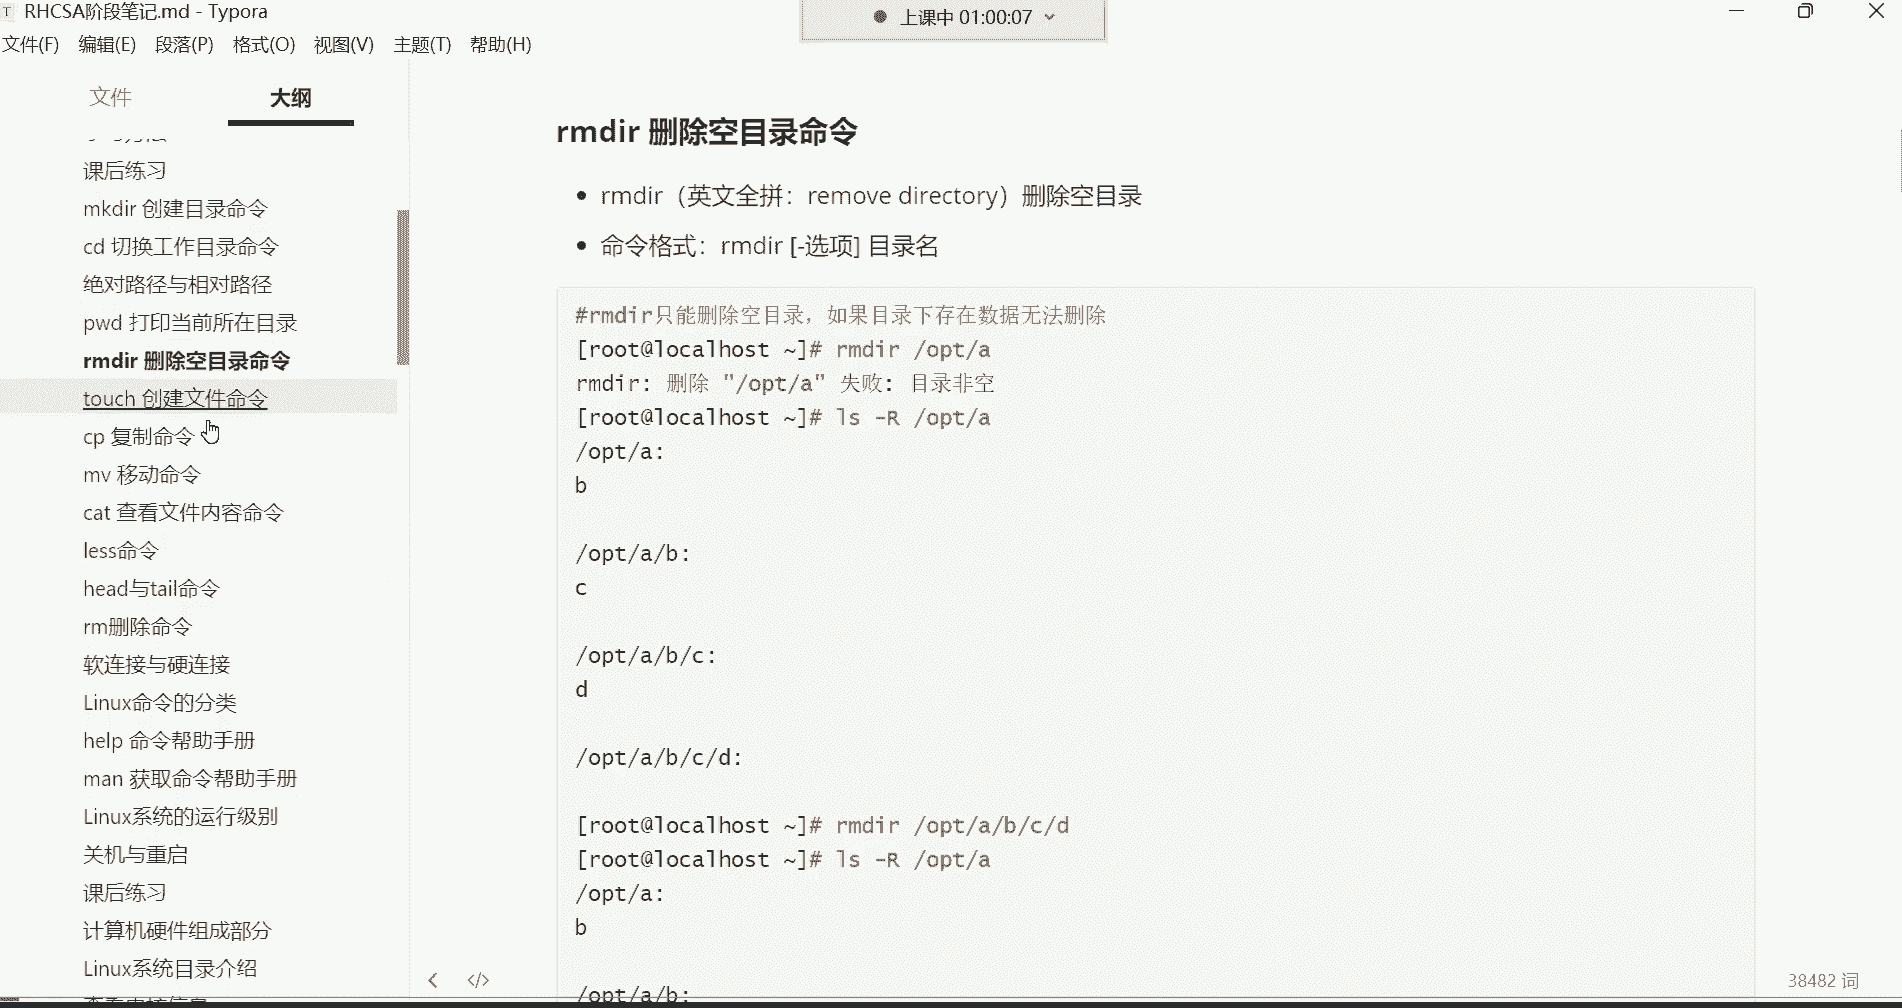 RHCSA阶段笔记.md - Typora
上课中 01:00:07
文件(F) 编辑(E) 段落(P) 格式(O) 视图(V) 主题(T) 帮助(H)
文件 大纲
课后练习
mkdir 创建目录命令
cd 切换工作目录命令
绝对路径与相对路径
pwd 打印当前所在目录
rmdir 删除空目录命令
touch 创建文件命令
cp 复制命令
mv 移动命令
cat 查看文件内容命令
less命令
head与tail命令
rm删除命令
软连接与硬连接
Linux命令的分类
help 命令帮助手册
man 获取命令帮助手册
Linux系统的运行级别
关机与重启
课后练习
计算机硬件组成部分
Linux系统目录介绍
rmdir 删除空目录命令
rmdir（英文全拼：remove directory）删除空目录
命令格式：rmdir [-选项] 目录名
#rmdir只能删除空目录，如果目录下存在数据无法删除
[root@localhost ~]# rmdir /opt/a
rmdir: 删除 "/opt/a" 失败: 目录非空
[root@localhost ~]# ls -R /opt/a
/opt/a:
b
/opt/a/b:
c
/opt/a/b/c:
d
/opt/a/b/c/d:
[root@localhost ~]# rmdir /opt/a/b/c/d
[root@localhost ~]# ls -R /opt/a
/opt/a:
b
/opt/a/b:
38482 词